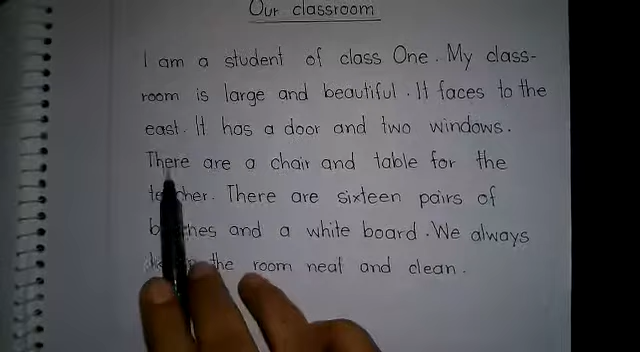 Our classroom
I am a student of class One. My class-
room is large and beautiful. It faces to the
east. It has a door and two windows.
There are a chair and table for the
teacher. There are sixteen pairs of
benches and a white board. We always
the room neat and clean.